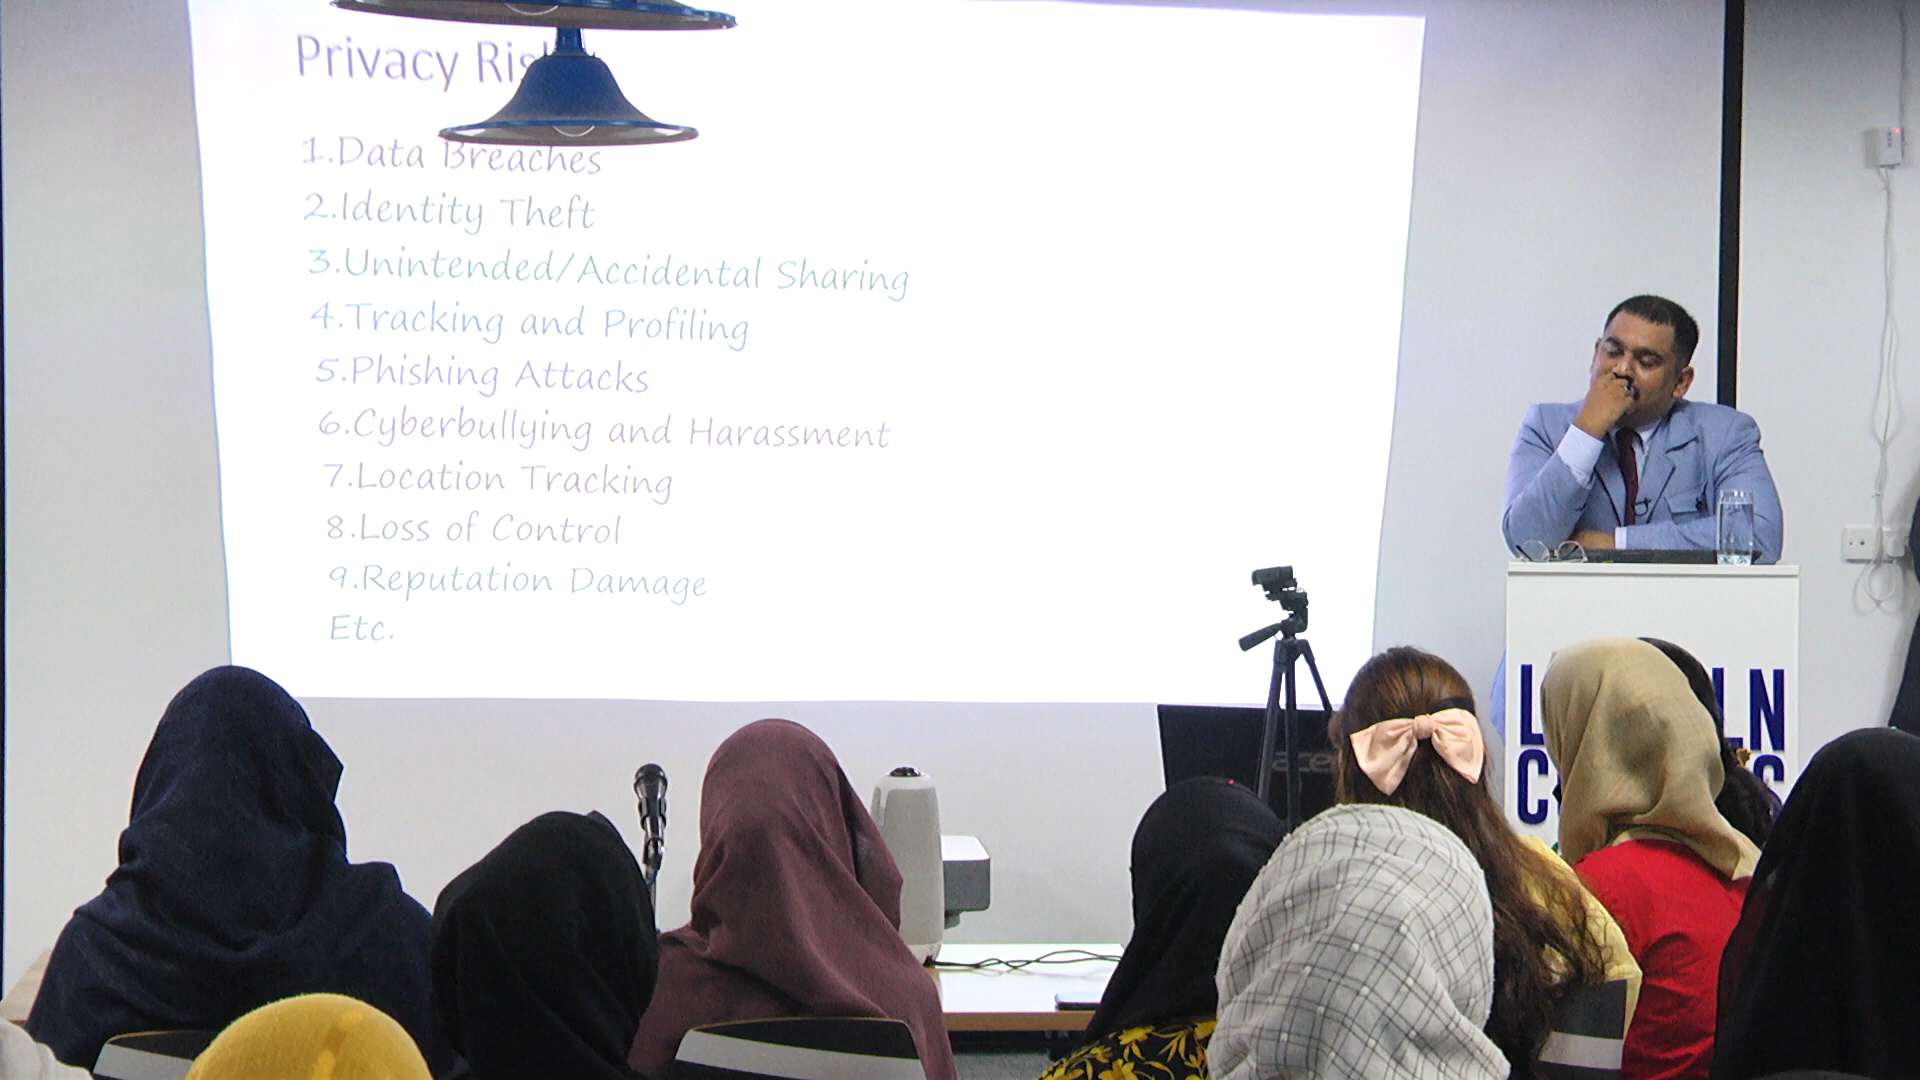 Privacy
1.Data Breaches
2.Identity Theft
3.Unintended/Accidental Sharing
4.Tracking and Profiling
5.Phishing Attacks
6.Cyberbullying and Harassment
7.Location Tracking
8.Loss of Control
9.Reputation Damage
Etc.
acer